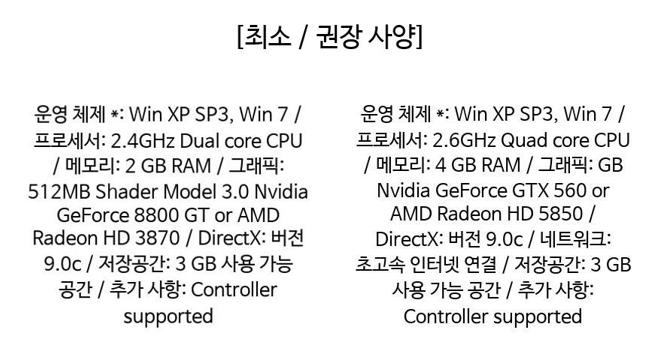 [최소 / 권장 사양]
운영 체제 *: Win XP SP3, Win 7 /
프로세서: 2.4GHz Dual core CPU
/ 메모리: 2 GB RAM / 그래픽:
512MB Shader Model 3.0 Nvidia
GeForce 8800 GT or AMD
Radeon HD 3870 / DirectX: 버전
9.0c / 저장공간: 3 GB 사용 가능
공간 / 추가 사항: Controller
supported
운영 체제 *: Win XP SP3, Win 7 /
프로세서: 2.6GHz Quad core CPU
/ 메모리: 4 GB RAM / 그래픽: GB
Nvidia GeForce GTX 560 or
AMD Radeon HD 5850 /
DirectX: 버전 9.0c / 네트워크:
초고속 인터넷 연결 / 저장공간: 3 GB
사용 가능 공간 / 추가 사항:
Controller supported